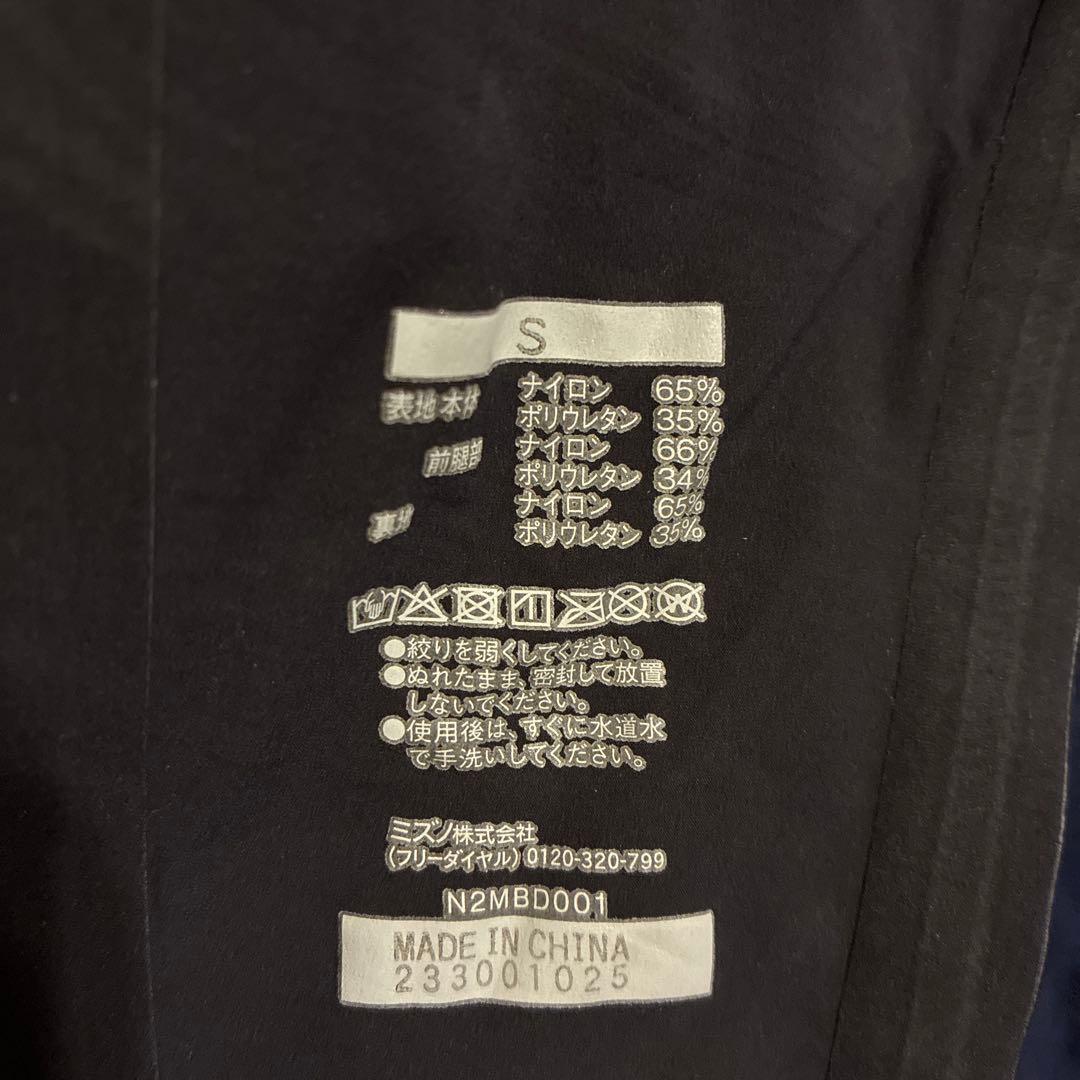 S
表地 本体 ナイロン 65%
ポリウレタン 35%
前腿部 ナイロン 66%
ポリウレタン 34%
裏地 ナイロン 65%
ポリウレタン 35%
●絞りを弱くしてください。
●ぬれたまま、密封して放置
しないでください。
●使用後は、すぐに水道水
で手洗いしてください。
ミズノ株式会社
(フリーダイヤル) 0120-320-799
N2MBD001
MADE IN CHINA
233001025